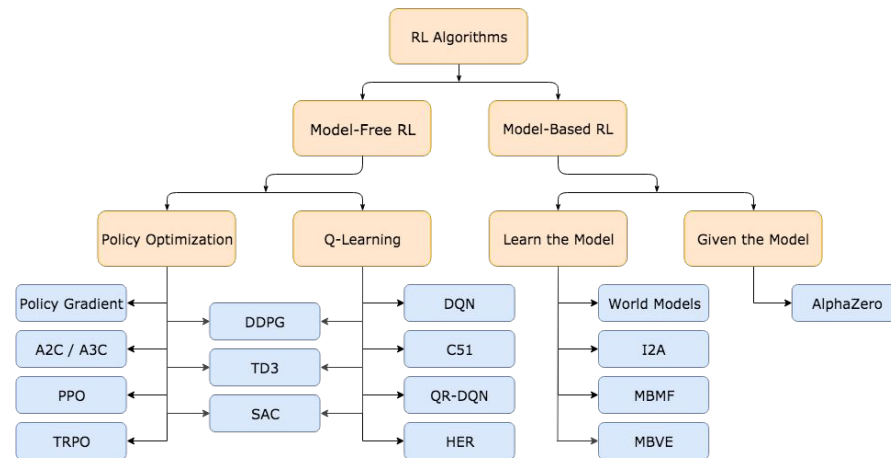 RL Algorithms
Model-Free RL
Model-Based RL
Policy Optimization
Q-Learning
Learn the Model
Given the Model
Policy Gradient
DDPG
DQN
World Models
AlphaZero
A2C / A3C
TD3
C51
I2A
PPO
SAC
QR-DQN
MBMF
TRPO
HER
MBVE